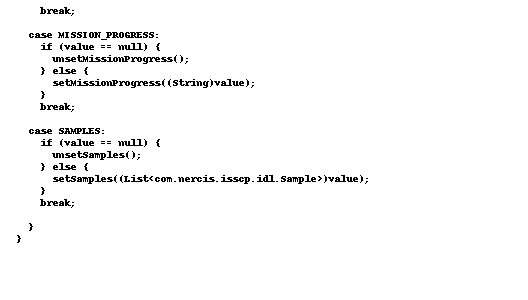 break;
case MISSION_PROGRESS:
if (value == null) {
unsetMissionProgress();
} else {
setMissionProgress((String)value);
}
break;
case SAMPLES:
if (value == null) {
unsetSamples();
} else {
setSamples((List<com.nercis.isscp.idl.Sample>)value);
}
break;
}
}